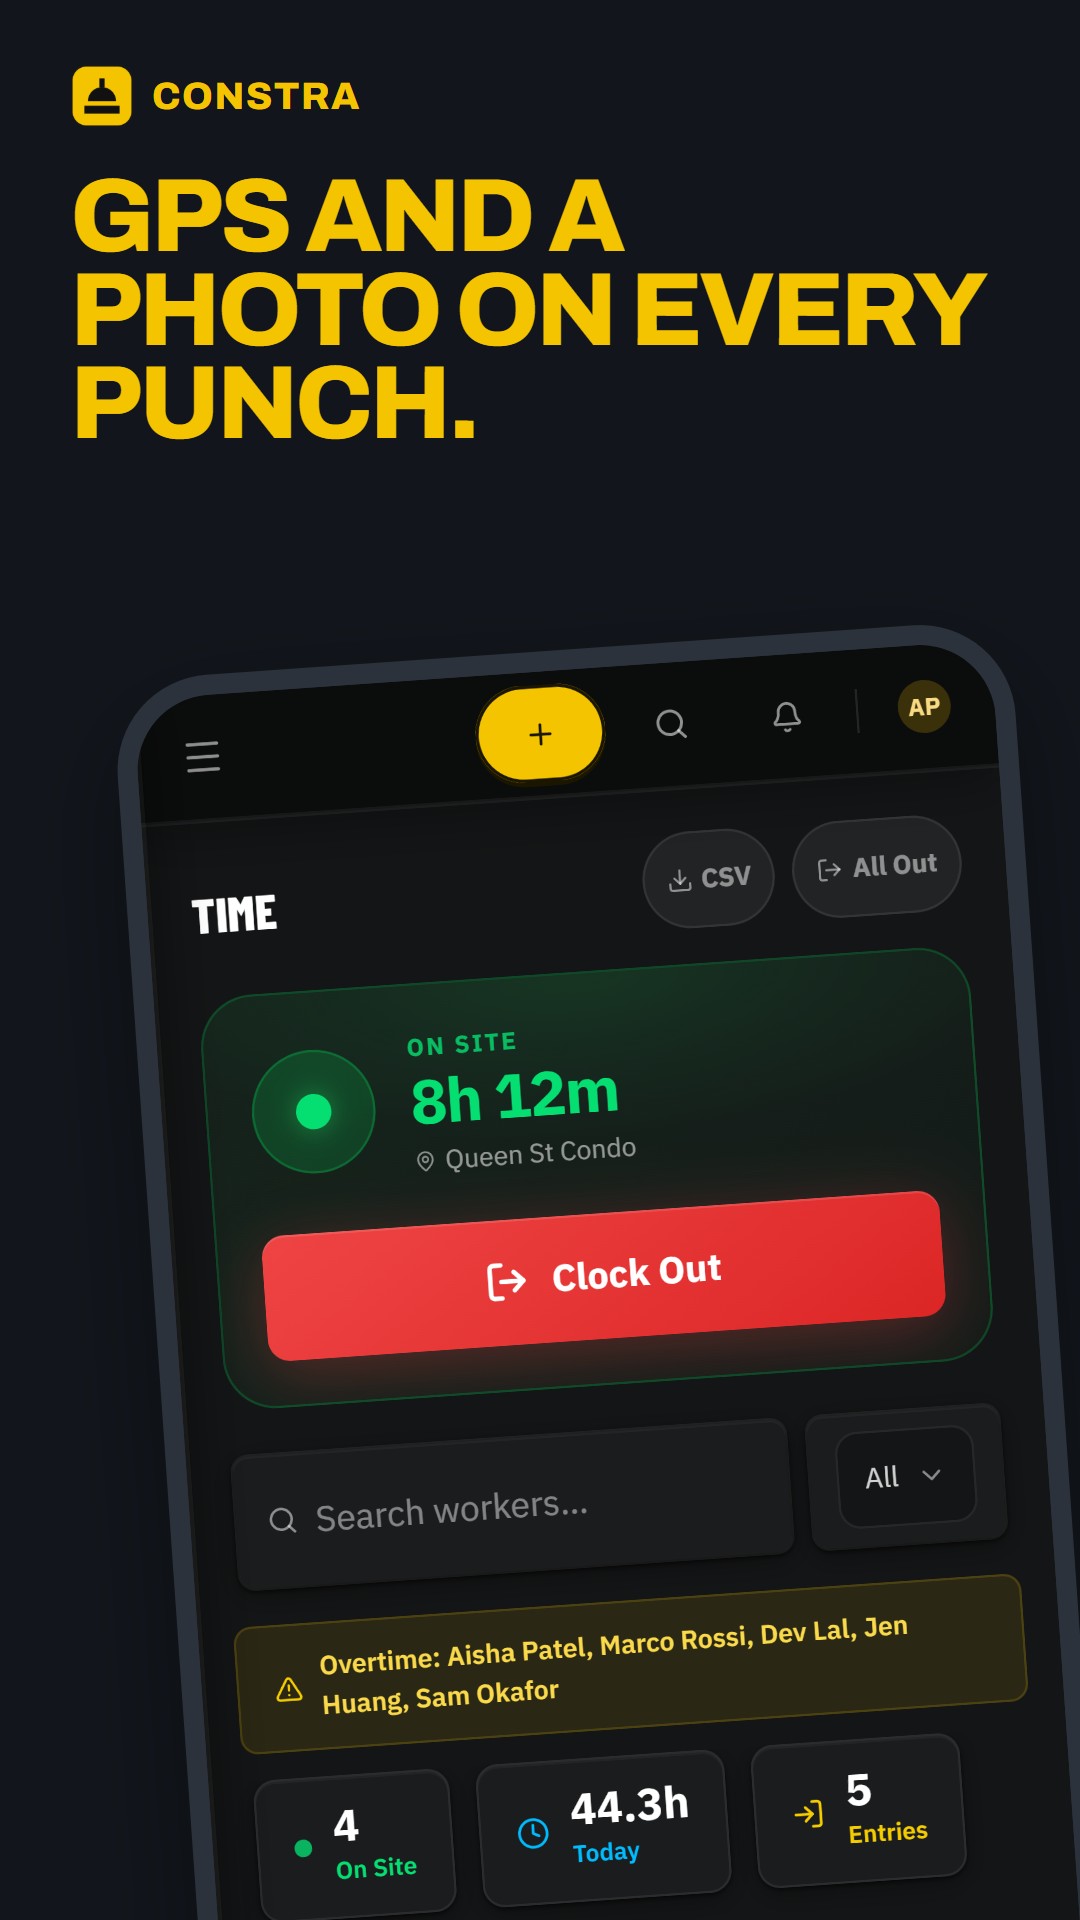 CONSTRA
GPS AND A
PHOTO ON EVERY
PUNCH.
AP
TIME
CSV
All Out
ON SITE
8h 12m
Queen St Condo
Clock Out
Search workers...
All
Overtime: Aisha Patel, Marco Rossi, Dev Lal, Jen
Huang, Sam Okafor
4
On Site
44.3h
Today
5
Entries